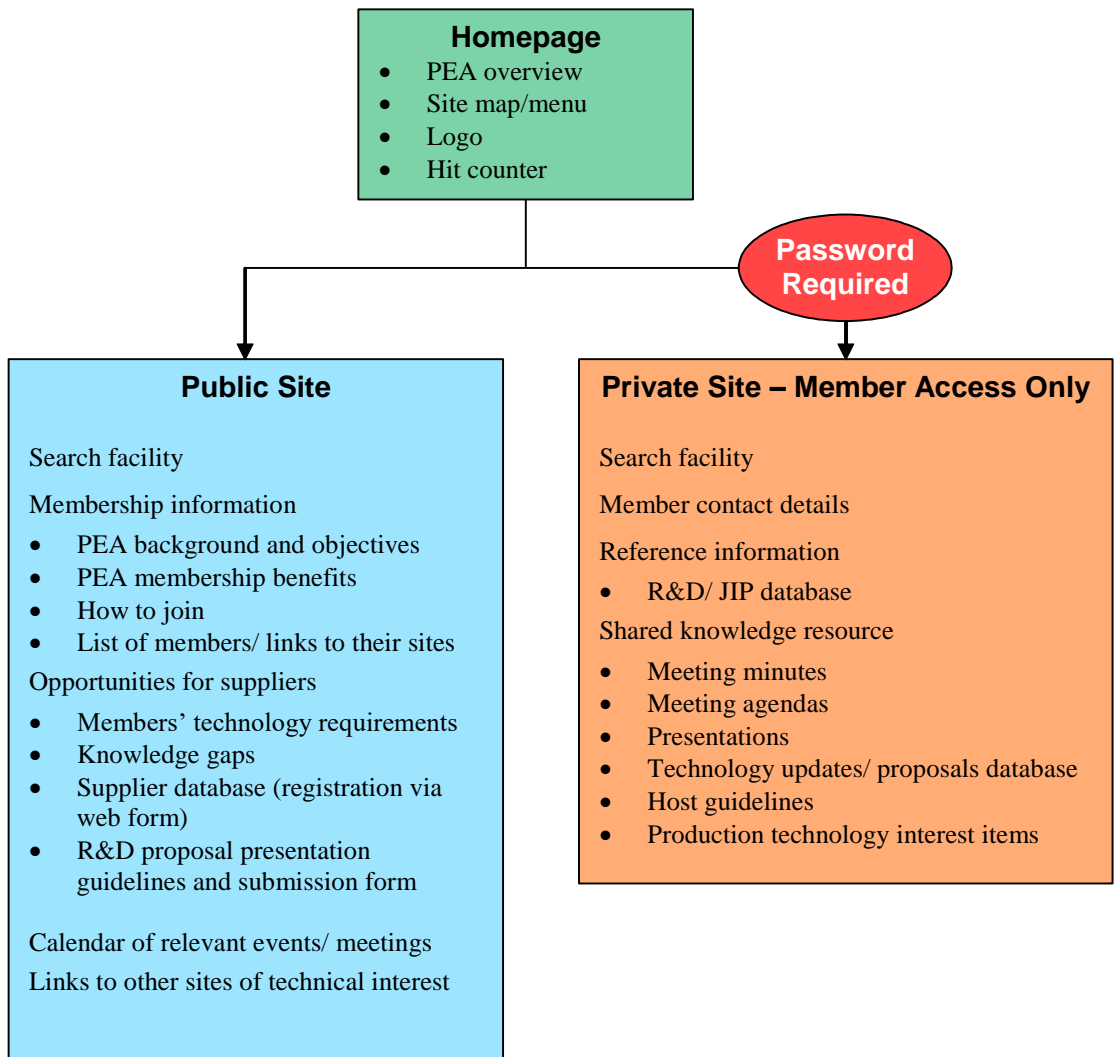 Homepage
• PEA overview
• Site map/menu
• Logo
• Hit counter
Password
Required
Public Site
Search facility
Membership information
• PEA background and objectives
• PEA membership benefits
• How to join
• List of members/ links to their sites
Opportunities for suppliers
• Members’ technology requirements
• Knowledge gaps
• Supplier database (registration via
web form)
• R&D proposal presentation
guidelines and submission form
Calendar of relevant events/ meetings
Links to other sites of technical interest
Private Site – Member Access Only
Search facility
Member contact details
Reference information
• R&D/ JIP database
Shared knowledge resource
• Meeting minutes
• Meeting agendas
• Presentations
• Technology updates/ proposals database
• Host guidelines
• Production technology interest items